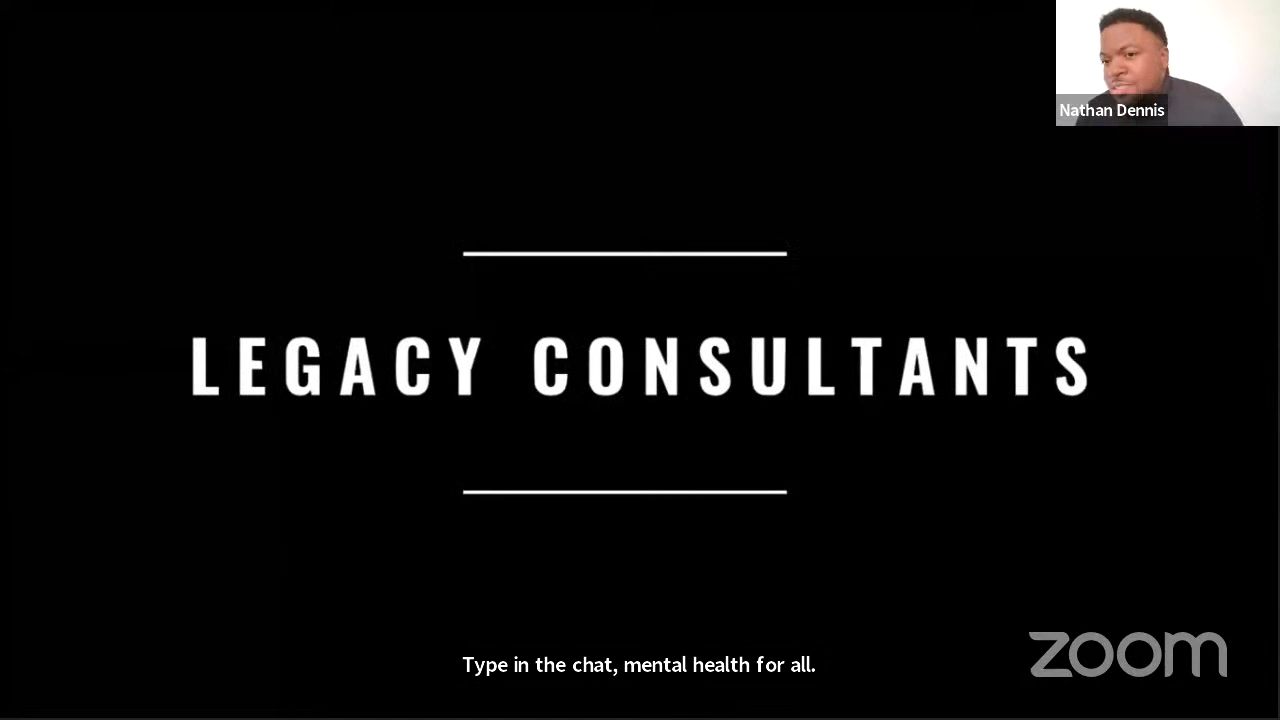 Nathan Dennis
LEGACY CONSULTANTS
Type in the chat, mental health for all.
zoom